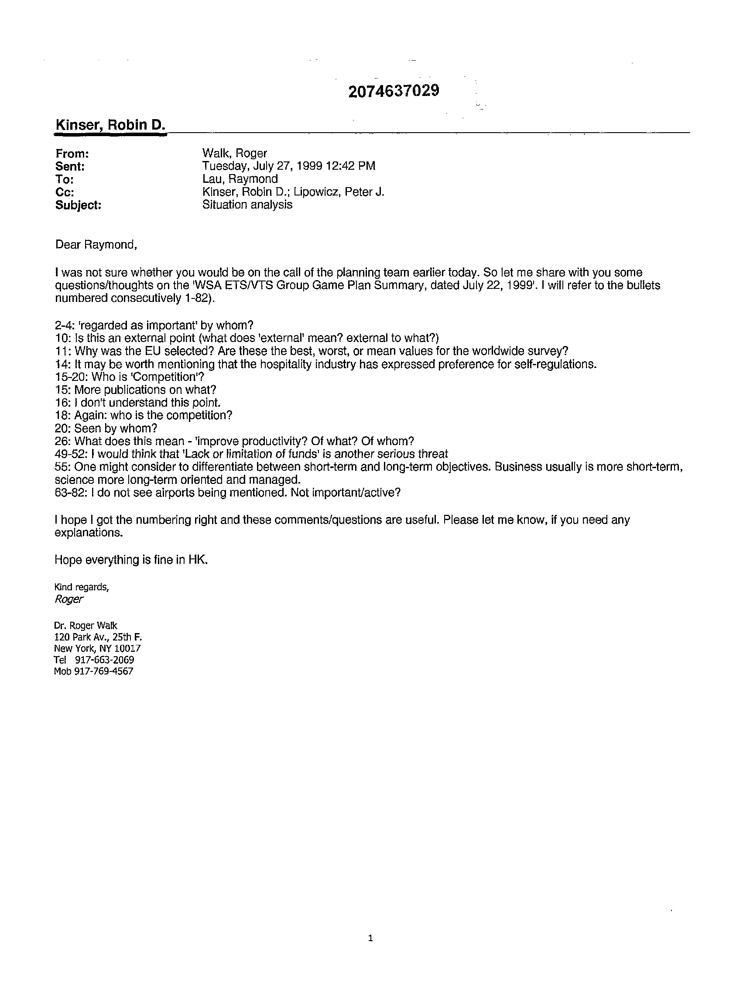 2074637029
Kinser, Robin D.
From: Walk, Roger
Sent: Tuesday, July 27, 1999 12:42 PM
To: Lau, Raymond
Cc: Kinser, Robin D.; Lipowicz, Peter J.
Subject: Situation analysis
Dear Raymond,
I was not sure whether you would be on the call of the planning team earlier today. So let me share with you some
questions/thoughts on the 'WSA ETS/VTS Group Game Plan Summary, dated July 22, 1999'. I will refer to the bullets
numbered consecutively 1-82).
2-4: 'regarded as important' by whom?
10: Is this an external point (what does 'external' mean? external to what?)
11: Why was the EU selected? Are these the best, worst, or mean values for the worldwide survey?
14: It may be worth mentioning that the hospitality industry has expressed preference for self-regulations.
15-20: Who is 'Competition'?
15: More publications on what?
16: I don't understand this point.
18: Again: who is the competition?
20: Seen by whom?
26: What does this mean - 'improve productivity? Of what? Of whom?
49-52: I would think that 'Lack or limitation of funds' is another serious threat
55: One might consider to differentiate between short-term and long-term objectives. Business usually is more short-term,
science more long-term oriented and managed.
63-82: I do not see airports being mentioned. Not important/active?
I hope I got the numbering right and these comments/questions are useful. Please let me know, if you need any
explanations.
Hope everything is fine in HK.
Kind regards,
Roger
Dr. Roger Walk
120 Park Av., 25th F.
New York, NY 10017
Tel 917-663-2069
Mob 917-769-4567
1